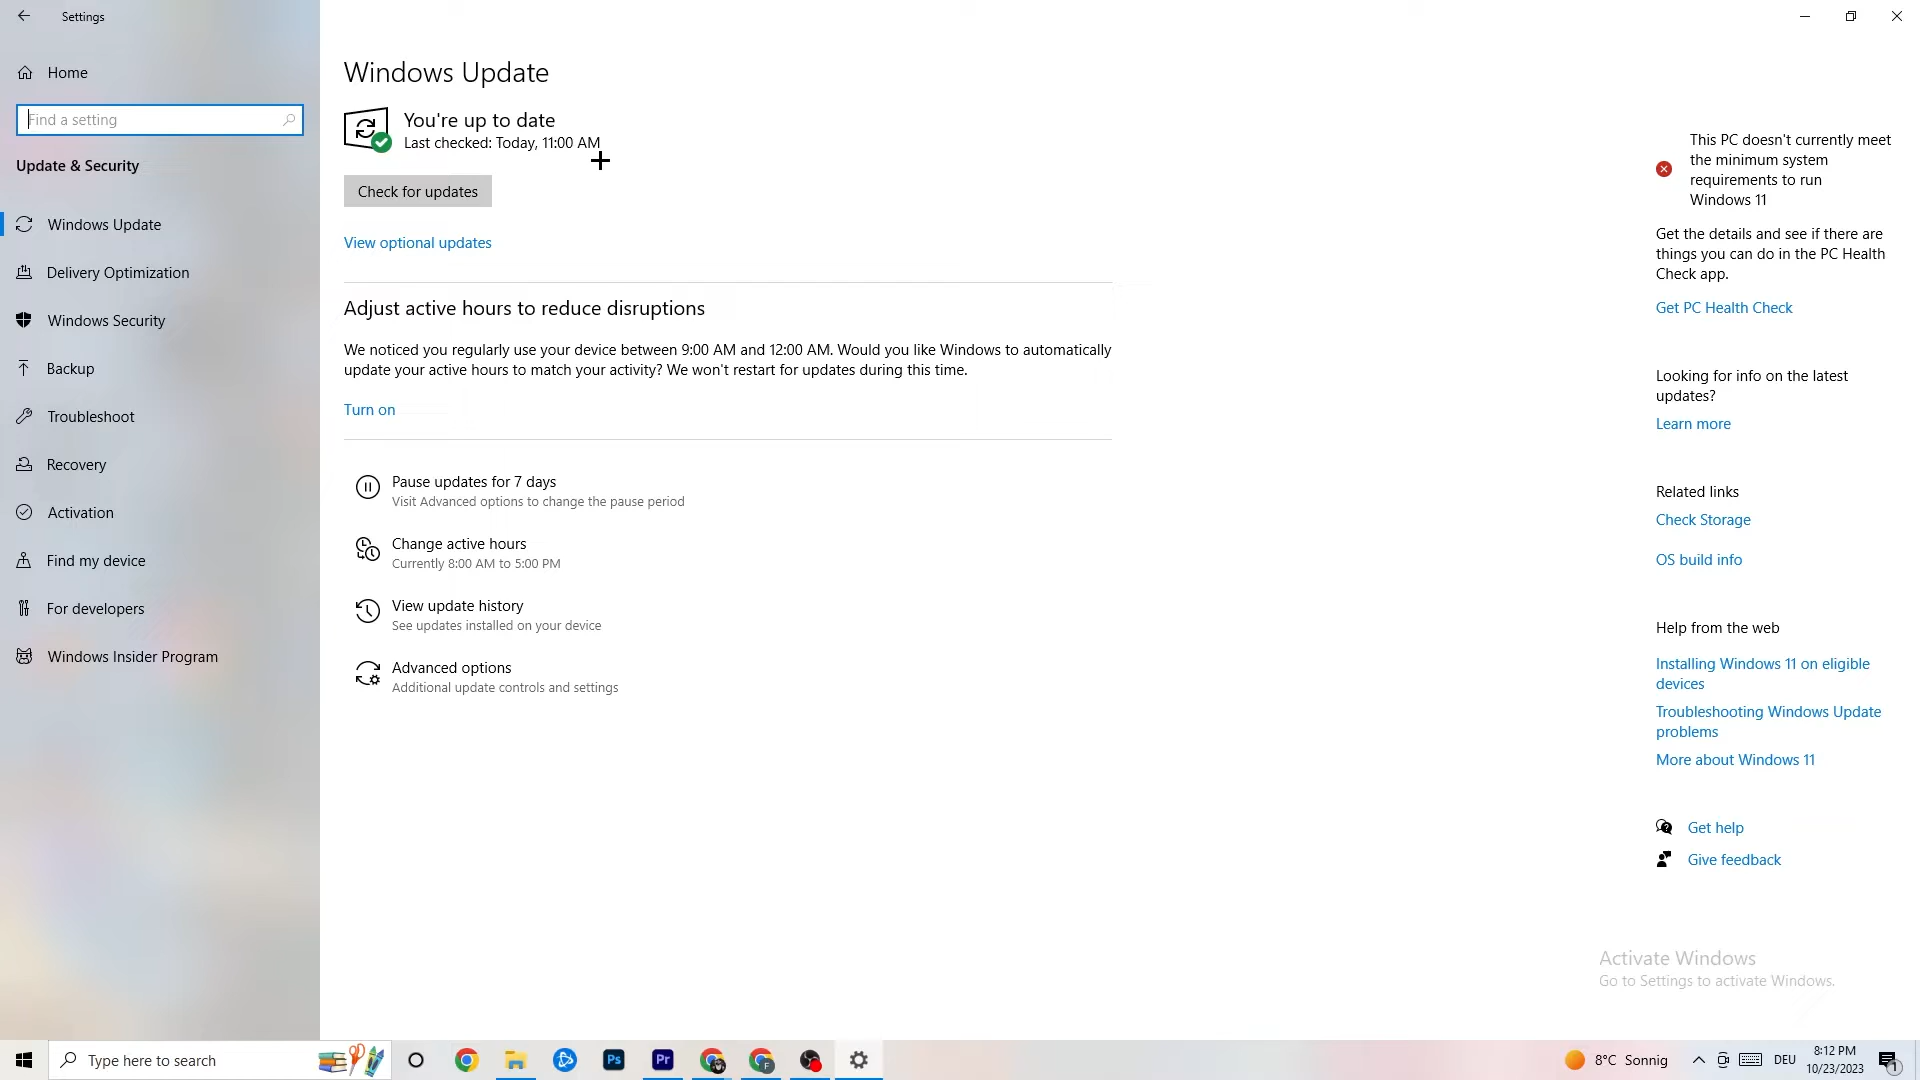 Settings
Home
Find a setting
Update & Security
Windows Update
Delivery Optimization
Windows Security
Backup
Troubleshoot
Recovery
Activation
Find my device
For developers
Windows Insider Program
Windows Update
You're up to date
Last checked: Today, 11:00 AM
Check for updates
View optional updates
Adjust active hours to reduce disruptions
We noticed you regularly use your device between 9:00 AM and 12:00 AM. Would you like Windows to automatically
update your active hours to match your activity? We won't restart for updates during this time.
Turn on
Pause updates for 7 days
Visit Advanced options to change the pause period
Change active hours
Currently 8:00 AM to 5:00 PM
View update history
See updates installed on your device
Advanced options
Additional update controls and settings
This PC doesn't currently meet
the minimum system
requirements to run
Windows 11
Get the details and see if there are
things you can do in the PC Health
Check app.
Get PC Health Check
Looking for info on the latest
updates?
Learn more
Related links
Check Storage
OS build info
Help from the web
Installing Windows 11 on eligible
devices
Troubleshooting Windows Update
problems
More about Windows 11
Get help
Give feedback
Activate Windows
Go to Settings to activate Windows.
Type here to search
Ps
Pr
F
8°C Sonnig
DEU
8:12 PM
10/23/2023
1